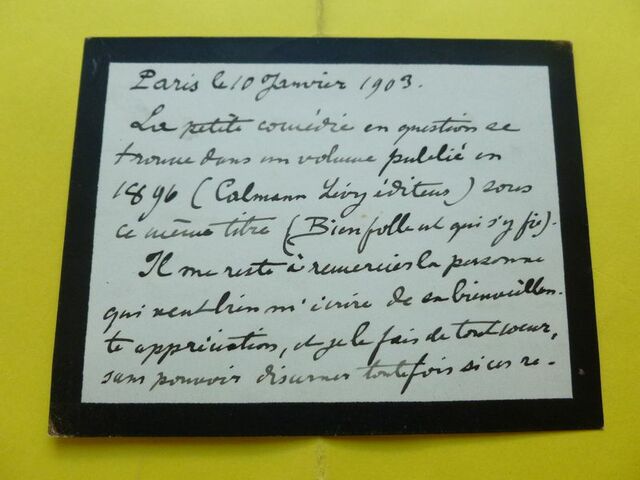 Paris le 10 Janvier 1903.
La petite comédie en question se
trouve dans un volume publié en
1896 (Calmann Lévy éditeur) sous
ce même titre (Bien folle est qui s'y fie).
Il me reste à remercier la personne
qui veut bien m'écrire de sa bienveillan-
te appréciation, et je le fais de tout coeur,
sans pouvoir discerner toutefois si ces re-